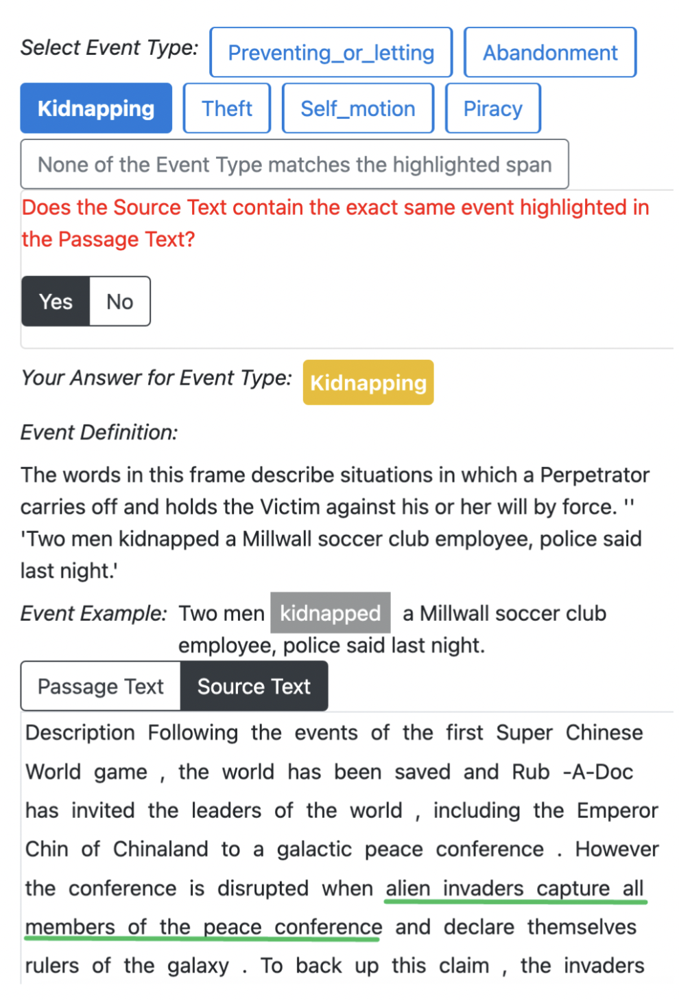 Select Event Type: Preventing_or_letting Abandonment
Kidnapping Theft Self_motion Piracy
None of the Event Type matches the highlighted span
Does the Source Text contain the exact same event highlighted in
the Passage Text?
Yes No
Your Answer for Event Type: Kidnapping
Event Definition:
The words in this frame describe situations in which a Perpetrator
carries off and holds the Victim against his or her will by force. ''
'Two men kidnapped a Millwall soccer club employee, police said
last night.'
Event Example: Two men kidnapped a Millwall soccer club
employee, police said last night.
Passage Text Source Text
Description Following the events of the first Super Chinese
World game , the world has been saved and Rub -A-Doc
has invited the leaders of the world , including the Emperor
Chin of Chinaland to a galactic peace conference . However
the conference is disrupted when alien invaders capture all
members of the peace conference and declare themselves
rulers of the galaxy . To back up this claim , the invaders